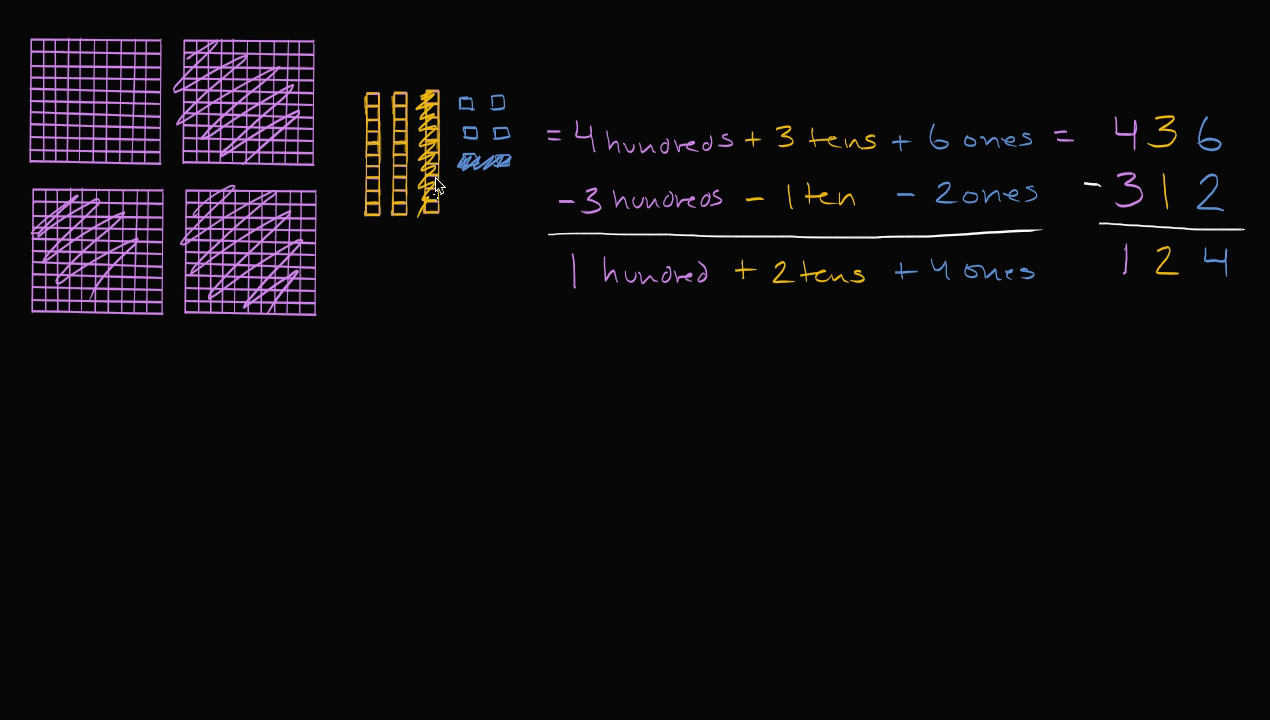 = 4 hundreds + 3 tens + 6 ones = 436
- 3 hundreds - 1 ten - 2 ones - 312
1 hundred + 2 tens + 4 ones 124